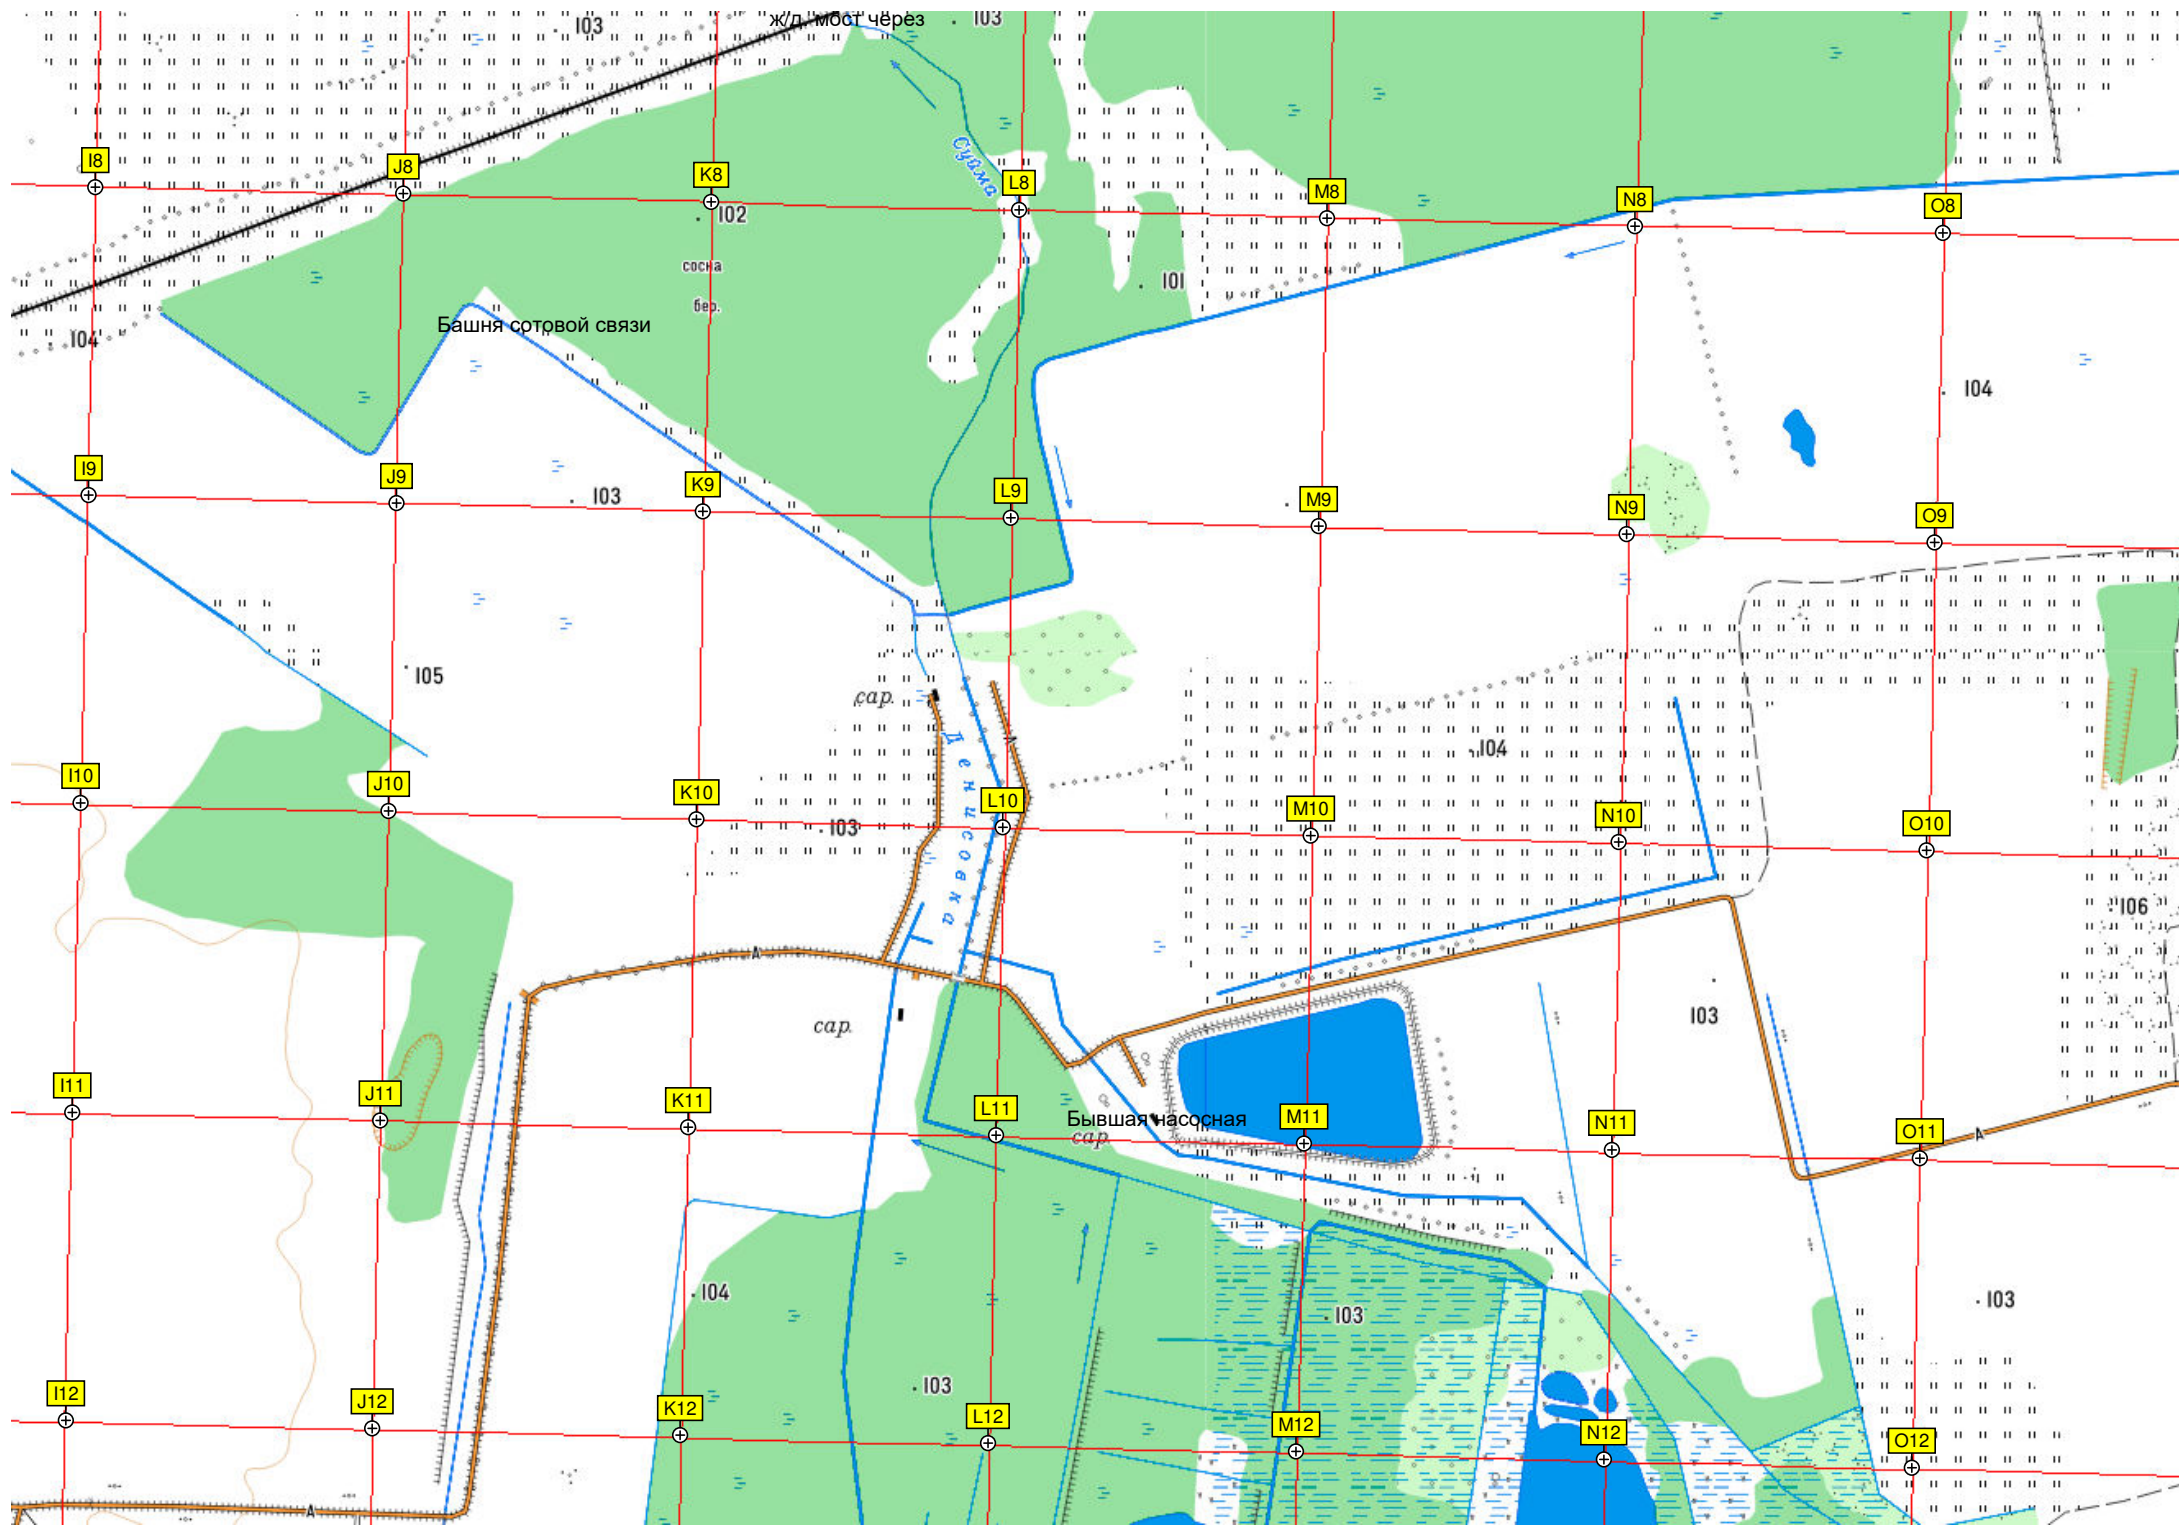 ж/д. мост через
103
103
Суйма
I8
J8
K8
L8
M8
N8
O8
102
сосна
бер.
101
Башня сотовой связи
104
104
I9
J9
K9
L9
M9
N9
O9
103
105
сар.
А
104
Денисовка
I10
J10
K10
L10
M10
N10
O10
103
106
А
сар.
103
I11
J11
K11
L11
M11
N11
O11
Бывшая насосная
сар.
А
104
103
103
103
I12
J12
K12
L12
M12
N12
O12
А